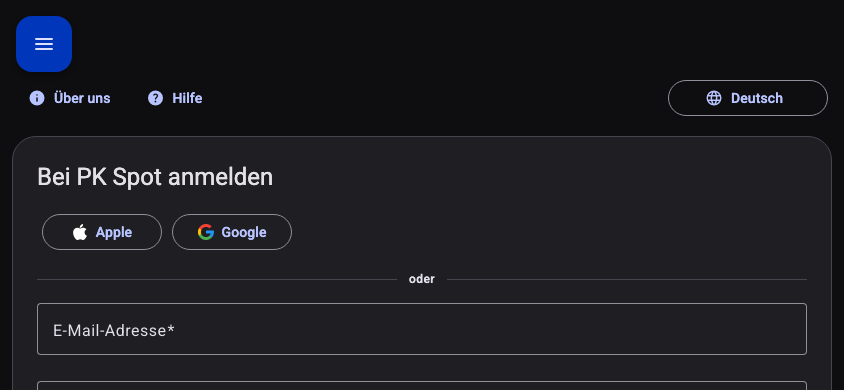 Über uns
Hilfe
Deutsch
Bei PK Spot anmelden
Apple
Google
oder
E-Mail-Adresse*